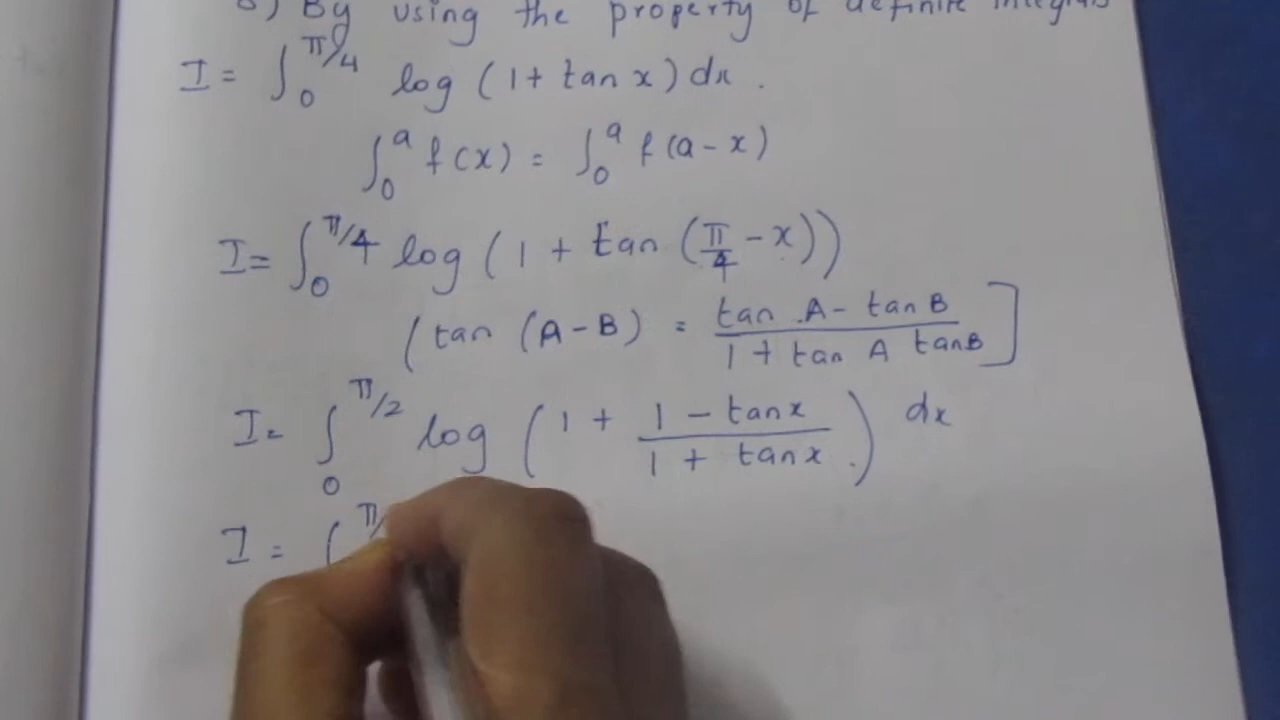 8) By using the property of definite integrals
I = ∫₀^π/4 log (1 + tan x) dx .
∫₀^a f(x) = ∫₀^a f(a - x)
I = ∫₀^π/4 log (1 + tan (π/4 - x))
(tan (A - B) = (tan A - tan B)/(1 + tan A tan B)]
I = ∫₀^π/2 log (1 + (1 - tan x)/(1 + tan x)) dx
I = ∫ π/